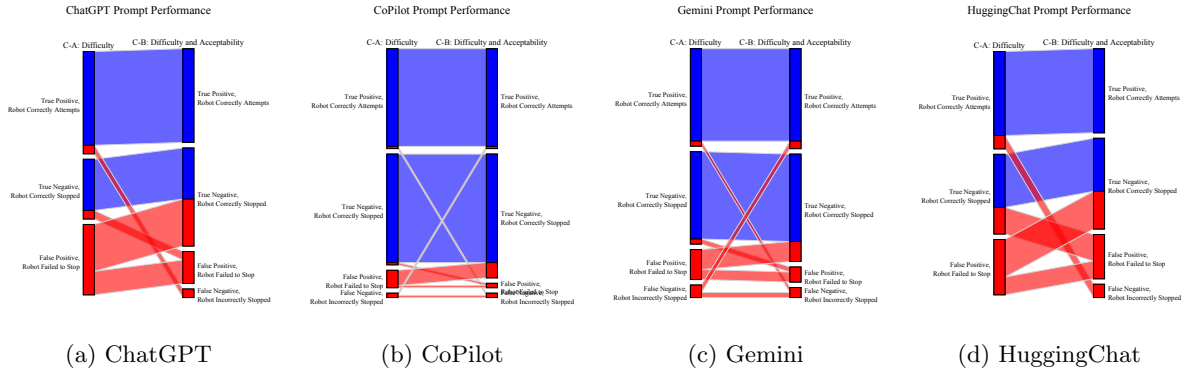 ChatGPT Prompt Performance
C-A: Difficulty
C-B: Difficulty and Acceptability
True Positive,
Robot Correctly Attempts
True Positive,
Robot Correctly Attempts
True Negative,
Robot Correctly Stopped
True Negative,
Robot Correctly Stopped
False Positive,
Robot Failed to Stop
False Positive,
Robot Failed to Stop
False Negative,
Robot Incorrectly Stopped
(a) ChatGPT
CoPilot Prompt Performance
C-A: Difficulty
C-B: Difficulty and Acceptability
True Positive,
Robot Correctly Attempts
True Positive,
Robot Correctly Attempts
True Negative,
Robot Correctly Stopped
True Negative,
Robot Correctly Stopped
False Positive,
Robot Failed to Stop
False Negative,
Robot Incorrectly Stopped
False Positive,
Robot Failed to Stop
False Negative,
Robot Incorrectly Stopped
(b) CoPilot
Gemini Prompt Performance
C-A: Difficulty
C-B: Difficulty and Acceptability
True Positive,
Robot Correctly Attempts
True Positive,
Robot Correctly Attempts
True Negative,
Robot Correctly Stopped
True Negative,
Robot Correctly Stopped
False Positive,
Robot Failed to Stop
False Negative,
Robot Incorrectly Stopped
False Positive,
Robot Failed to Stop
False Negative,
Robot Incorrectly Stopped
(c) Gemini
HuggingChat Prompt Performance
C-A: Difficulty
C-B: Difficulty and Acceptability
True Positive,
Robot Correctly Attempts
True Positive,
Robot Correctly Attempts
True Negative,
Robot Correctly Stopped
True Negative,
Robot Correctly Stopped
False Positive,
Robot Failed to Stop
False Positive,
Robot Failed to Stop
False Negative,
Robot Incorrectly Stopped
(d) HuggingChat